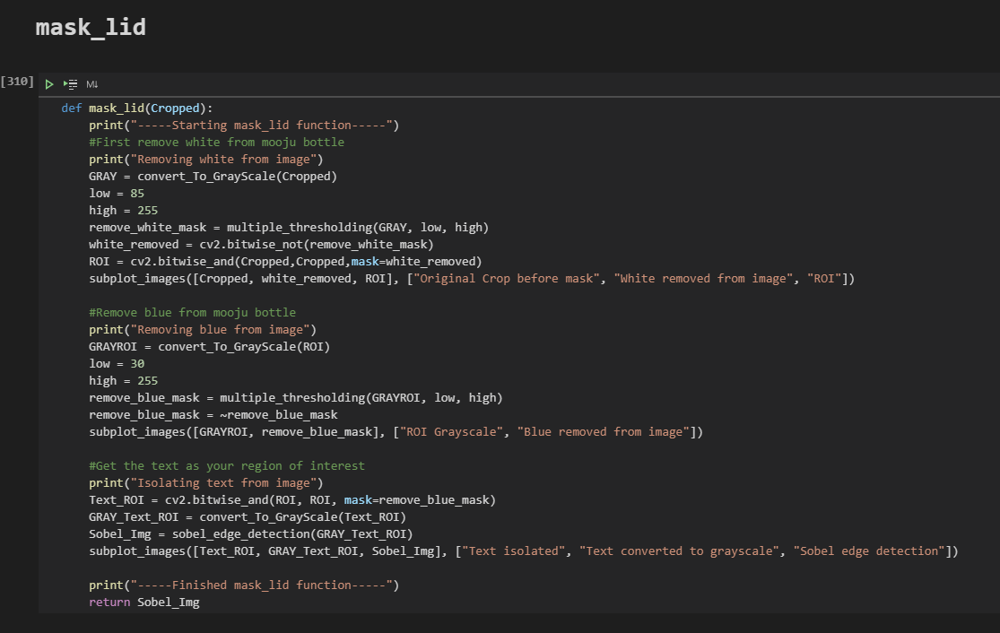 mask_lid
[310]
M↓
def mask_lid(Cropped):
    print("-----Starting mask_lid function-----")
    #First remove white from mooju bottle
    print("Removing white from image")
    GRAY = convert_To_GrayScale(Cropped)
    low = 85
    high = 255
    remove_white_mask = multiple_thresholding(GRAY, low, high)
    white_removed = cv2.bitwise_not(remove_white_mask)
    ROI = cv2.bitwise_and(Cropped,Cropped,mask=white_removed)
    subplot_images([Cropped, white_removed, ROI], ["Original Crop before mask", "White removed from image", "ROI"])

    #Remove blue from mooju bottle
    print("Removing blue from image")
    GRAYROI = convert_To_GrayScale(ROI)
    low = 30
    high = 255
    remove_blue_mask = multiple_thresholding(GRAYROI, low, high)
    remove_blue_mask = ~remove_blue_mask
    subplot_images([GRAYROI, remove_blue_mask], ["ROI Grayscale", "Blue removed from image"])

    #Get the text as your region of interest
    print("Isolating text from image")
    Text_ROI = cv2.bitwise_and(ROI, ROI, mask=remove_blue_mask)
    GRAY_Text_ROI = convert_To_GrayScale(Text_ROI)
    Sobel_Img = sobel_edge_detection(GRAY_Text_ROI)
    subplot_images([Text_ROI, GRAY_Text_ROI, Sobel_Img], ["Text isolated", "Text converted to grayscale", "Sobel edge detection"])

    print("-----Finished mask_lid function-----")
    return Sobel_Img